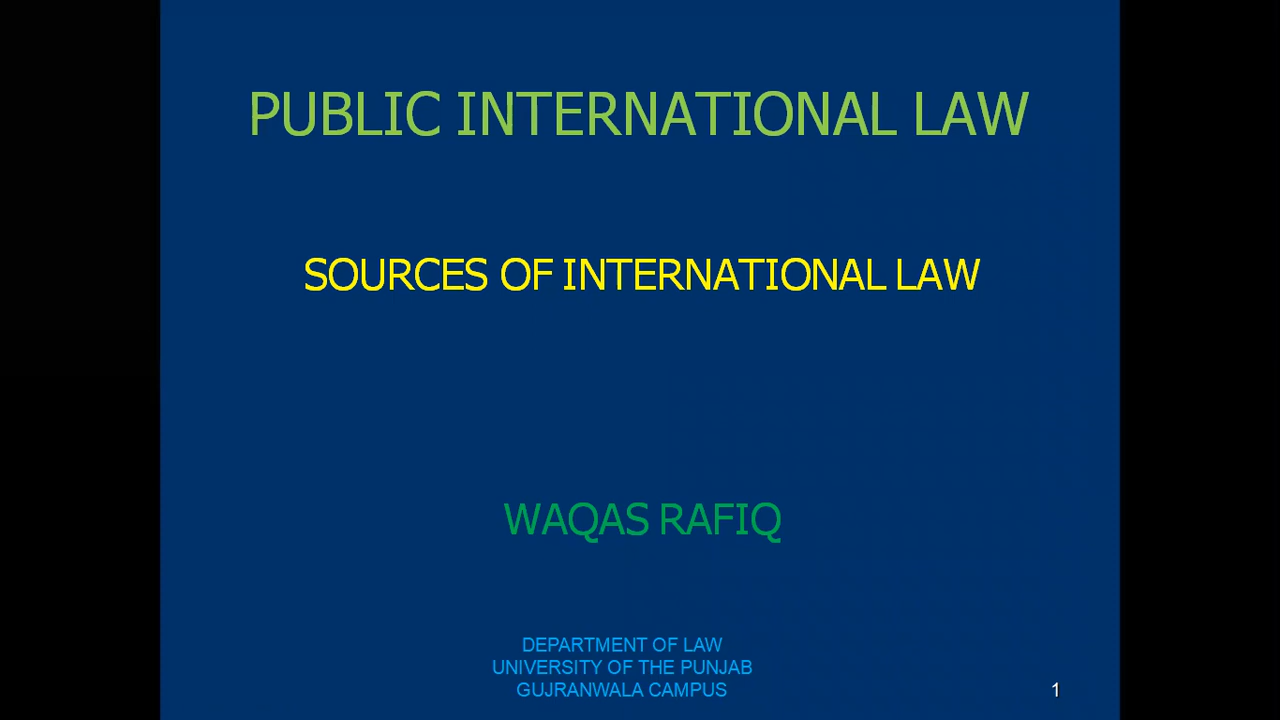 PUBLIC INTERNATIONAL LAW
SOURCES OF INTERNATIONAL LAW
WAQAS RAFIQ
DEPARTMENT OF LAW
UNIVERSITY OF THE PUNJAB
GUJRANWALA CAMPUS
1